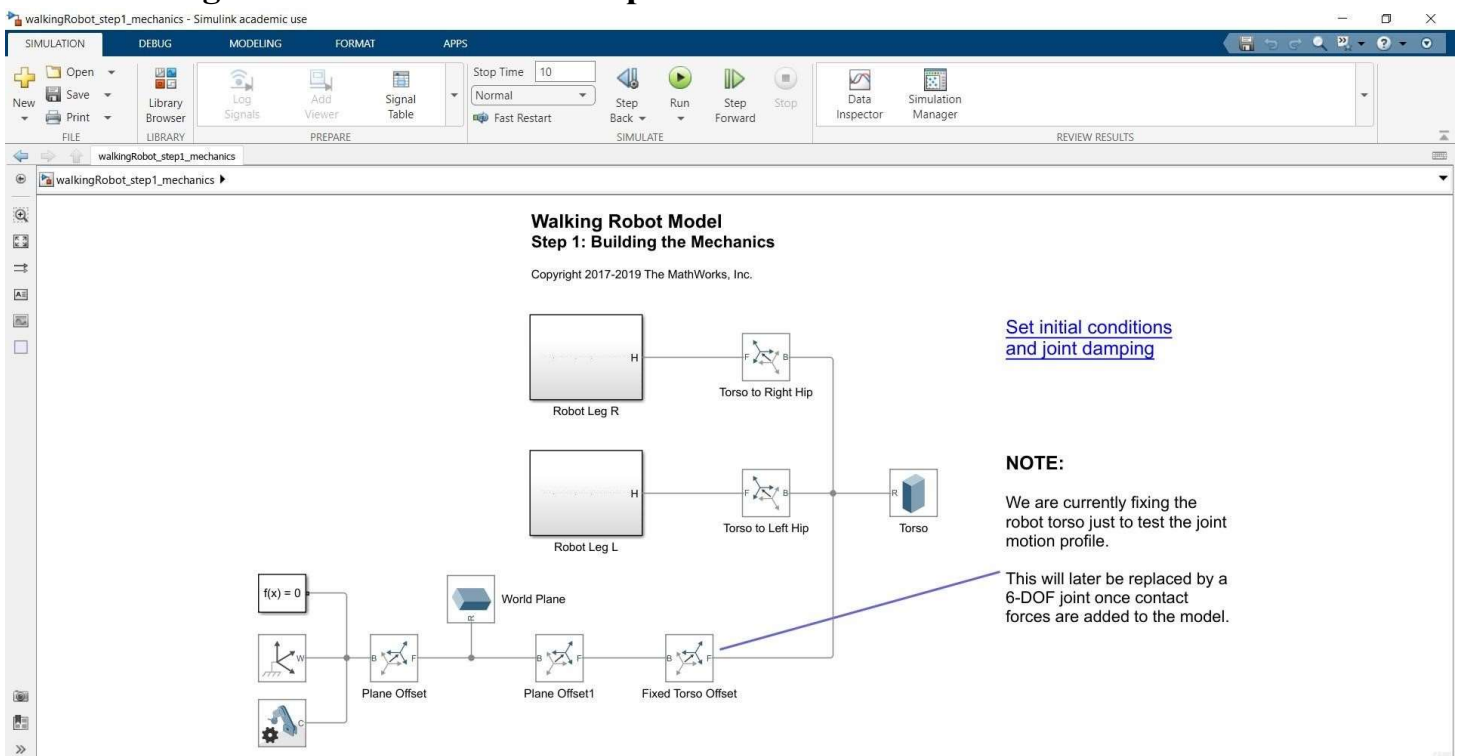 walkingRobot_step1_mechanics - Simulink academic use
SIMULATION DEBUG MODELING FORMAT APPS
New
Open
Save
Print
FILE
Library
Browser
LIBRARY
Log
Signals
Add
Viewer
Signal
Table
PREPARE
Stop Time 10
Normal
Fast Restart
Step
Back
Run
Step
Forward
Stop
SIMULATE
Data
Inspector
Simulation
Manager
REVIEW RESULTS
walkingRobot_step1_mechanics
walkingRobot_step1_mechanics
Walking Robot Model
Step 1: Building the Mechanics
Copyright 2017-2019 The MathWorks, Inc.
Set initial conditions
and joint damping
H
F B
Robot Leg R
Torso to Right Hip
H
F B
R
Robot Leg L
Torso to Left Hip
Torso
NOTE:
We are currently fixing the
robot torso just to test the joint
motion profile.
This will later be replaced by a
6-DOF joint once contact
forces are added to the model.
f(x) = 0
World Plane
R
W
B F
B F
B F
Plane Offset
Plane Offset1
Fixed Torso Offset
C